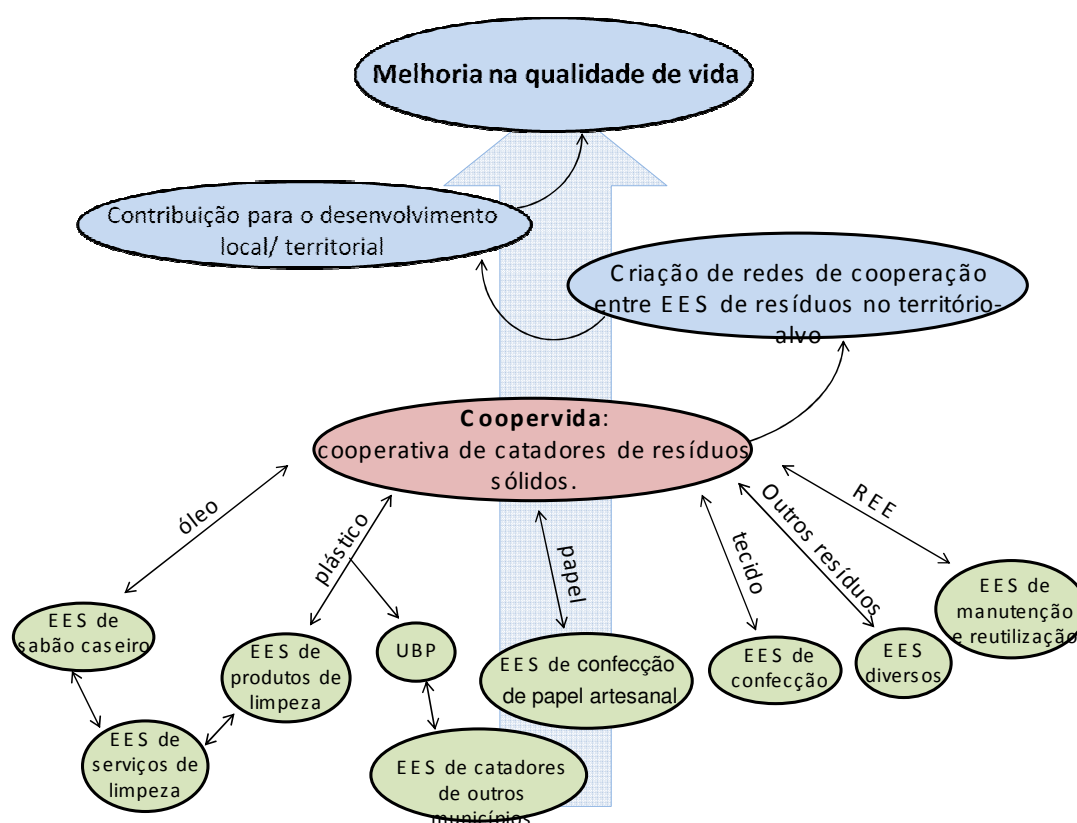 Melhoria na qualidade de vida
Contribuição para o desenvolvimento
local/ territorial
Criação de redes de cooperação
entre EES de resíduos no território-
alvo
Coopervida:
cooperativa de catadores de resíduos
sólidos.
óleo
plástico
papel
tecido
Outros resíduos
REE
EES de
sabão caseiro
EES de
produtos de
limpeza
UBP
EES de confecção
de papel artesanal
EES de
confecção
EES
diversos
EES de
manutenção
e reutilização
EES de
serviços de
limpeza
EES de catadores
de outros
municípios